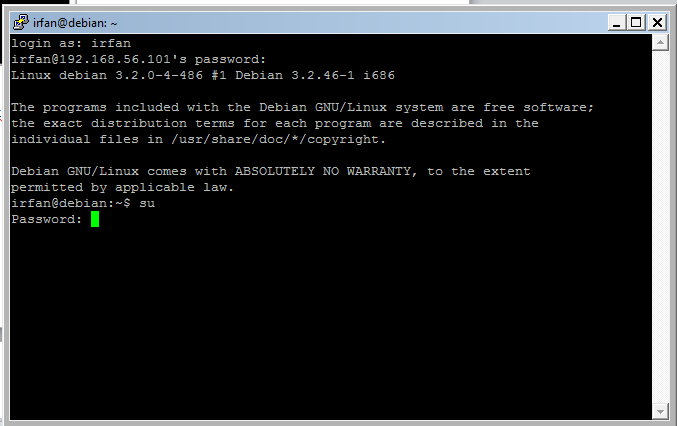 irfan@debian: ~
login as: irfan
irfan@192.168.56.101's password:
Linux debian 3.2.0-4-486 #1 Debian 3.2.46-1 i686
The programs included with the Debian GNU/Linux system are free software;
the exact distribution terms for each program are described in the
individual files in /usr/share/doc/*/copyright.
Debian GNU/Linux comes with ABSOLUTELY NO WARRANTY, to the extent
permitted by applicable law.
irfan@debian:~$ su
Password: